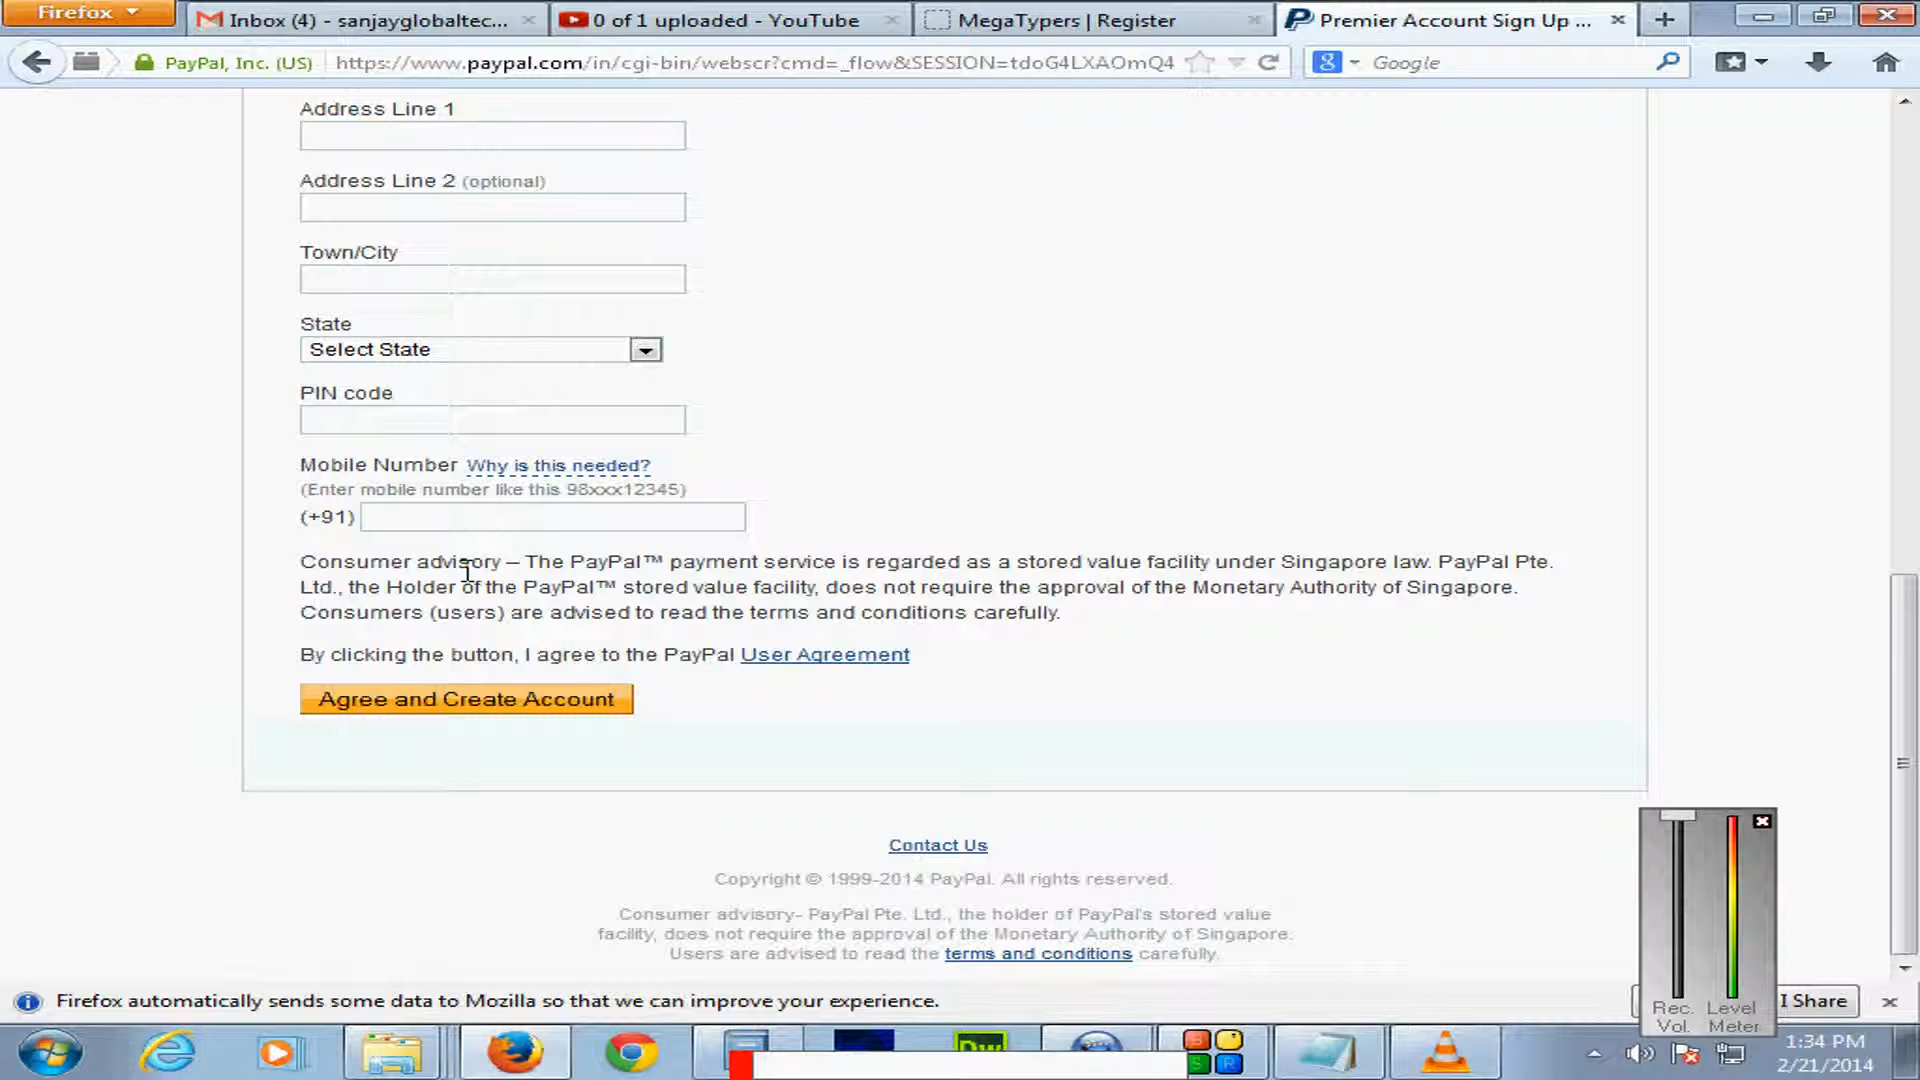 Firefox
Inbox (4) - sanjayglobaltec...
0 of 1 uploaded - YouTube
MegaTypers | Register
Premier Account Sign Up ...
PayPal, Inc. (US)
https://www.paypal.com/in/cgi-bin/webscr?cmd=_flow&SESSION=tdoG4LXAOmQ4
Google
Address Line 1
Address Line 2 (optional)
Town/City
State
Select State
PIN code
Mobile Number Why is this needed?
(Enter mobile number like this 98xxx12345)
(+91)
Consumer advisory – The PayPal™ payment service is regarded as a stored value facility under Singapore law. PayPal Pte.
Ltd., the Holder of the PayPal™ stored value facility, does not require the approval of the Monetary Authority of Singapore.
Consumers (users) are advised to read the terms and conditions carefully.
By clicking the button, I agree to the PayPal User Agreement
Agree and Create Account
Contact Us
Copyright © 1999-2014 PayPal. All rights reserved.
Consumer advisory- PayPal Pte. Ltd., the holder of PayPal's stored value
facility, does not require the approval of the Monetary Authority of Singapore.
Users are advised to read the terms and conditions carefully.
Firefox automatically sends some data to Mozilla so that we can improve your experience.
I Share
Rec. Level
Vol. Meter
1:34 PM
2/21/2014